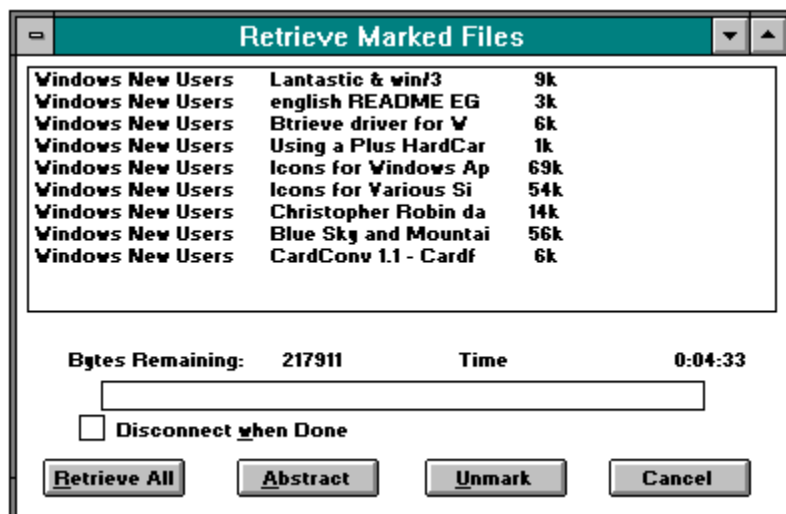 Retrieve Marked Files
Windows New Users Lantastic & win/3 9k
Windows New Users english README EG 3k
Windows New Users Btrieve driver for W 6k
Windows New Users Using a Plus HardCar 1k
Windows New Users Icons for Windows Ap 69k
Windows New Users Icons for Various Si 54k
Windows New Users Christopher Robin da 14k
Windows New Users Blue Sky and Mountai 56k
Windows New Users CardConv 1.1 - Cardf 6k
Bytes Remaining: 217911 Time 0:04:33
Disconnect when Done
Retrieve All Abstract Unmark Cancel